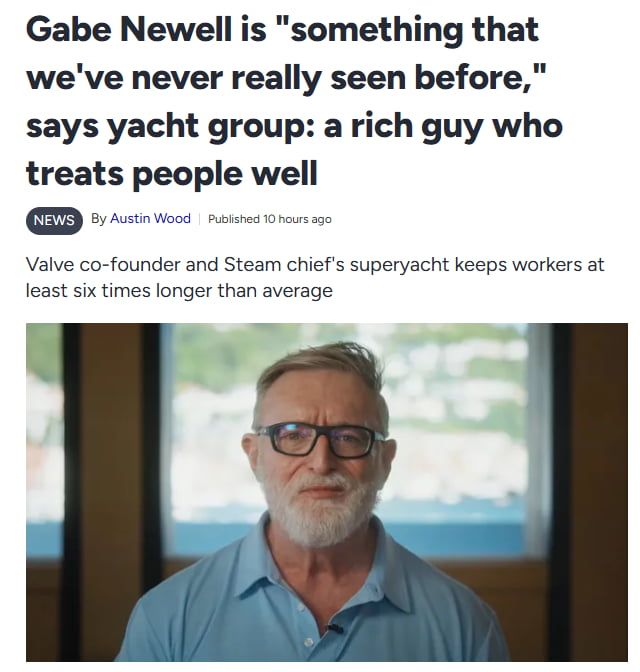 Gabe Newell is "something that
we've never really seen before,"
says yacht group: a rich guy who
treats people well
NEWS By Austin Wood Published 10 hours ago
Valve co-founder and Steam chief's superyacht keeps workers at
least six times longer than average